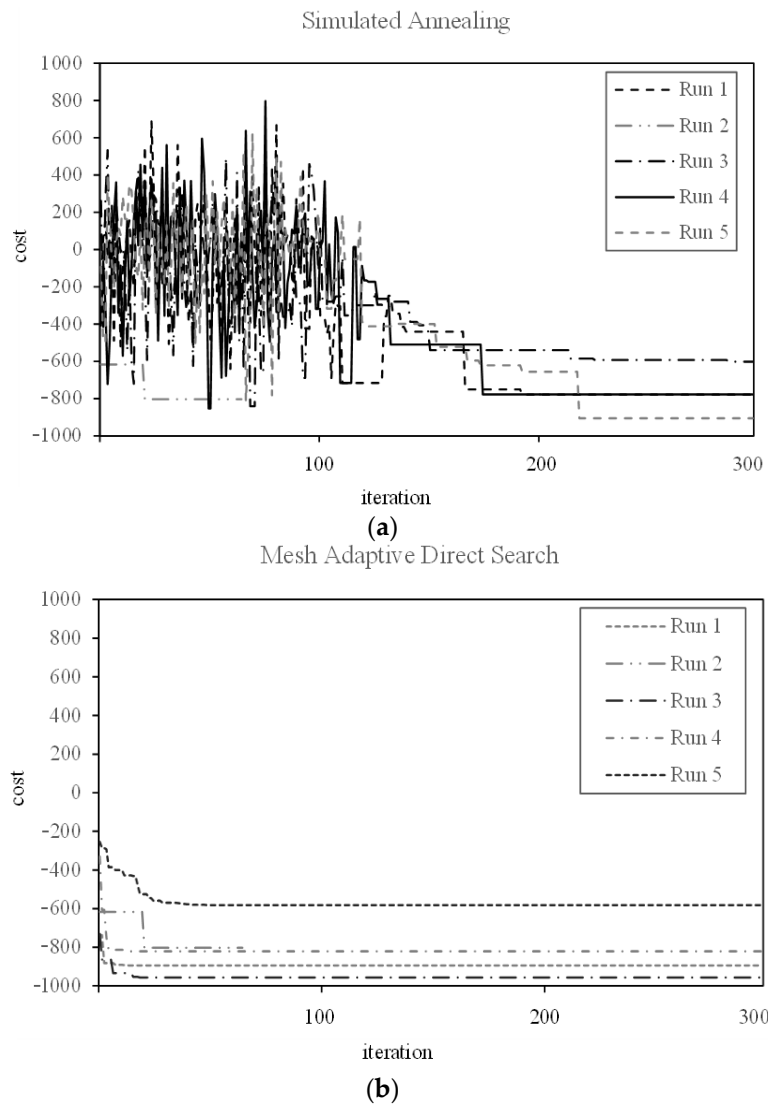 Simulated Annealing
1000
800
600
400
200
0
-200
-400
-600
-800
-1000
cost
Run 1
Run 2
Run 3
Run 4
Run 5
100
200
300
iteration
(a)
Mesh Adaptive Direct Search
1000
800
600
400
200
0
-200
-400
-600
-800
-1000
cost
Run 1
Run 2
Run 3
Run 4
Run 5
100
200
300
iteration
(b)